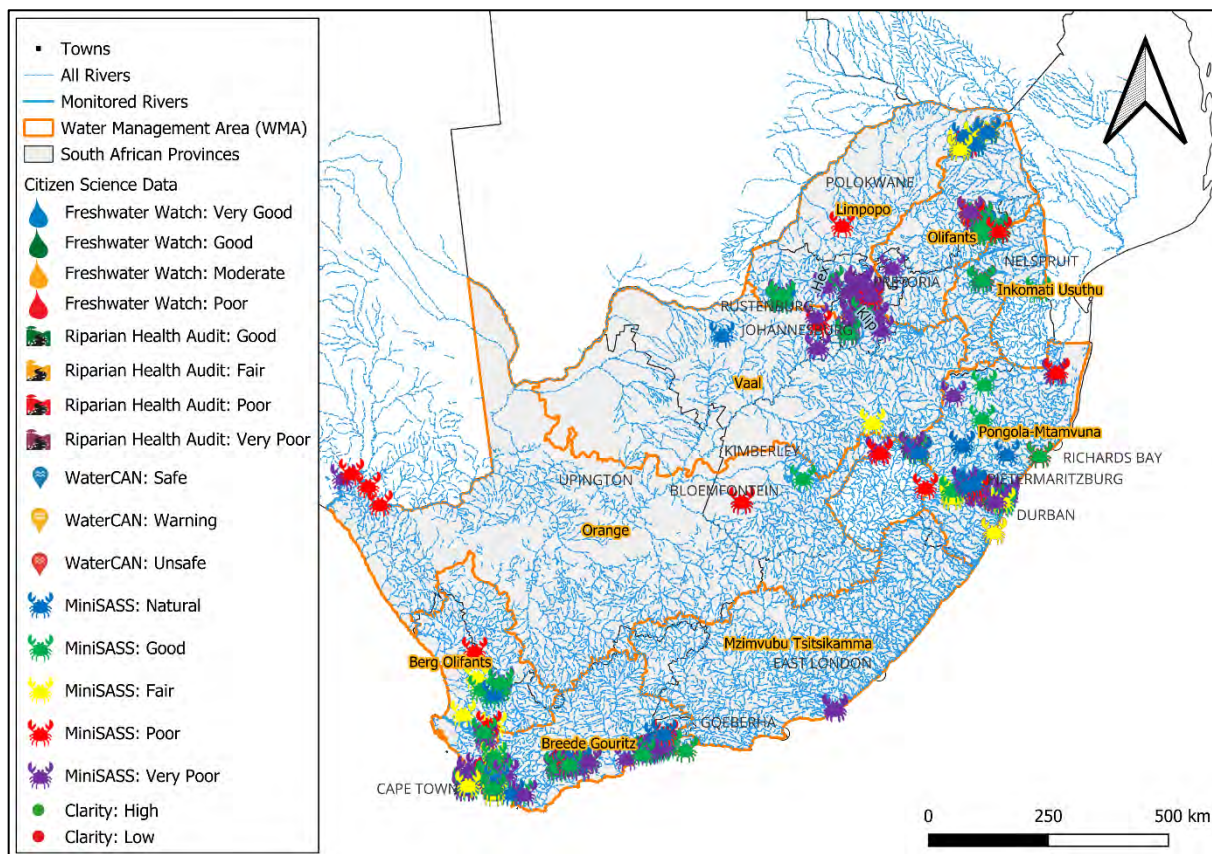 Towns
All Rivers
Monitored Rivers
Water Management Area (WMA)
South African Provinces
Citizen Science Data
Freshwater Watch: Very Good
Freshwater Watch: Good
Freshwater Watch: Moderate
Freshwater Watch: Poor
Riparian Health Audit: Good
Riparian Health Audit: Fair
Riparian Health Audit: Poor
Riparian Health Audit: Very Poor
WaterCAN: Safe
WaterCAN: Warning
WaterCAN: Unsafe
MiniSASS: Natural
MiniSASS: Good
MiniSASS: Fair
MiniSASS: Poor
MiniSASS: Very Poor
Clarity: High
Clarity: Low
POLOKWANE
Limpopo
Olifants
NELSPRUIT
Hex
Inkomati Usuthu
RUSTENBURG
Klip
JOHANNESBURG
Vaal
Pongola-Mtamvuna
KIMBERLEY
RICHARDS BAY
UPINGTON
BLOEMFONTEIN
PIETERMARITZBURG
DURBAN
Orange
Mzimvubu Tsitsikamma
EAST LONDON
Berg Olifants
GQEBERHA
Breede Gouritz
CAPE TOWN
0 250 500 km